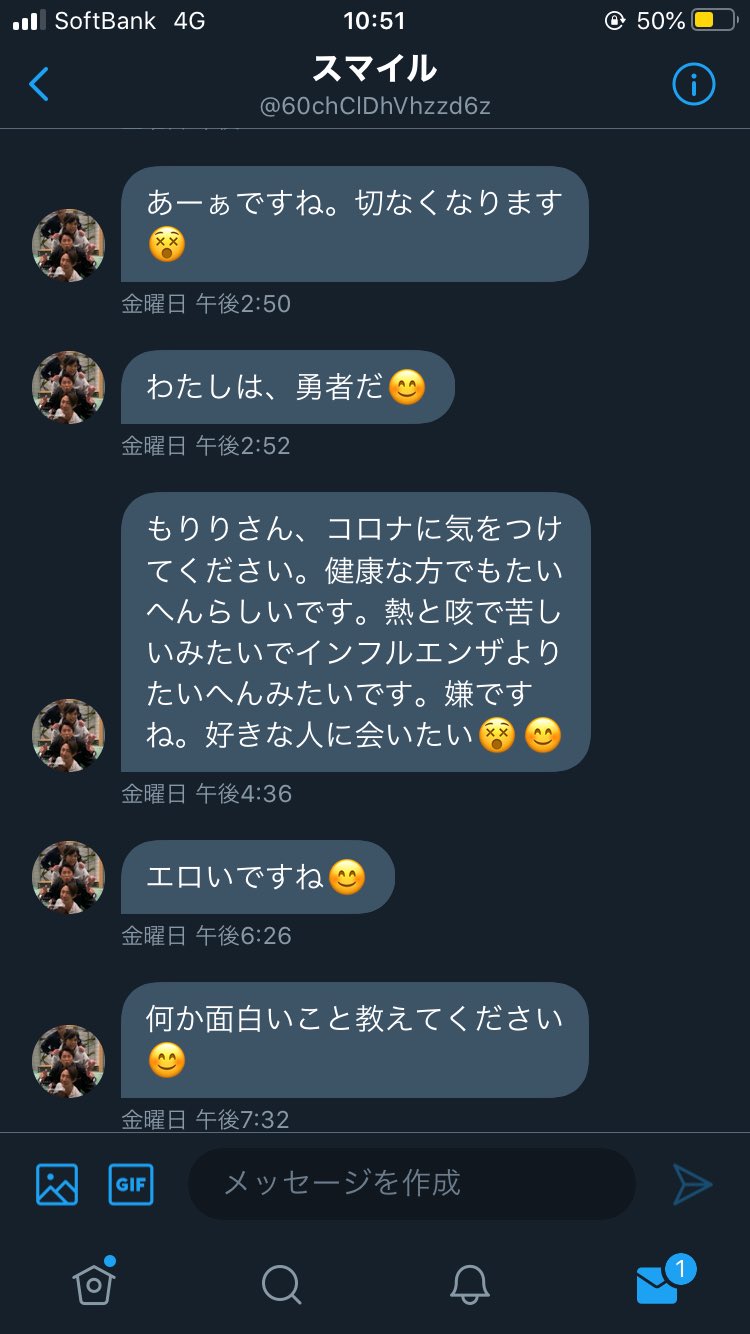 SoftBank 4G 10:51 50%
スマイル
@60chClDhVhzzd6z
あーぁですね。切なくなります
😵
金曜日 午後2:50
わたしは、勇者だ😊
金曜日 午後2:52
もりりさん、コロナに気をつけ
てください。健康な方でもたい
へんらしいです。熱と咳で苦し
いみたいでインフルエンザより
たいへんみたいです。嫌です
ね。好きな人に会いたい😵😊
金曜日 午後4:36
エロいですね😊
金曜日 午後6:26
何か面白いこと教えてください
😊
金曜日 午後7:32
GIF メッセージを作成
1